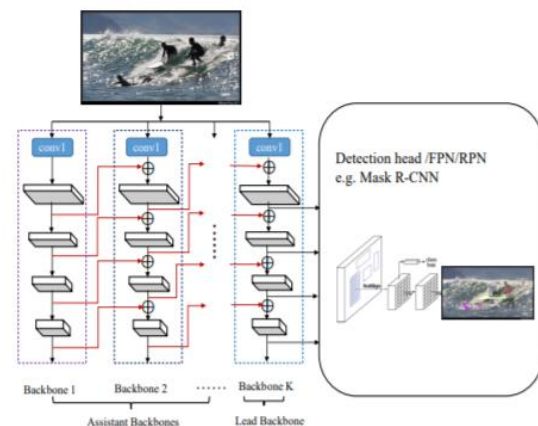 conv1
conv1
conv1
Detection head /FPN/RPN
e.g. Mask R-CNN
Backbone 1
Backbone 2
......
Backbone K
Assistant Backbones
Lead Backbone